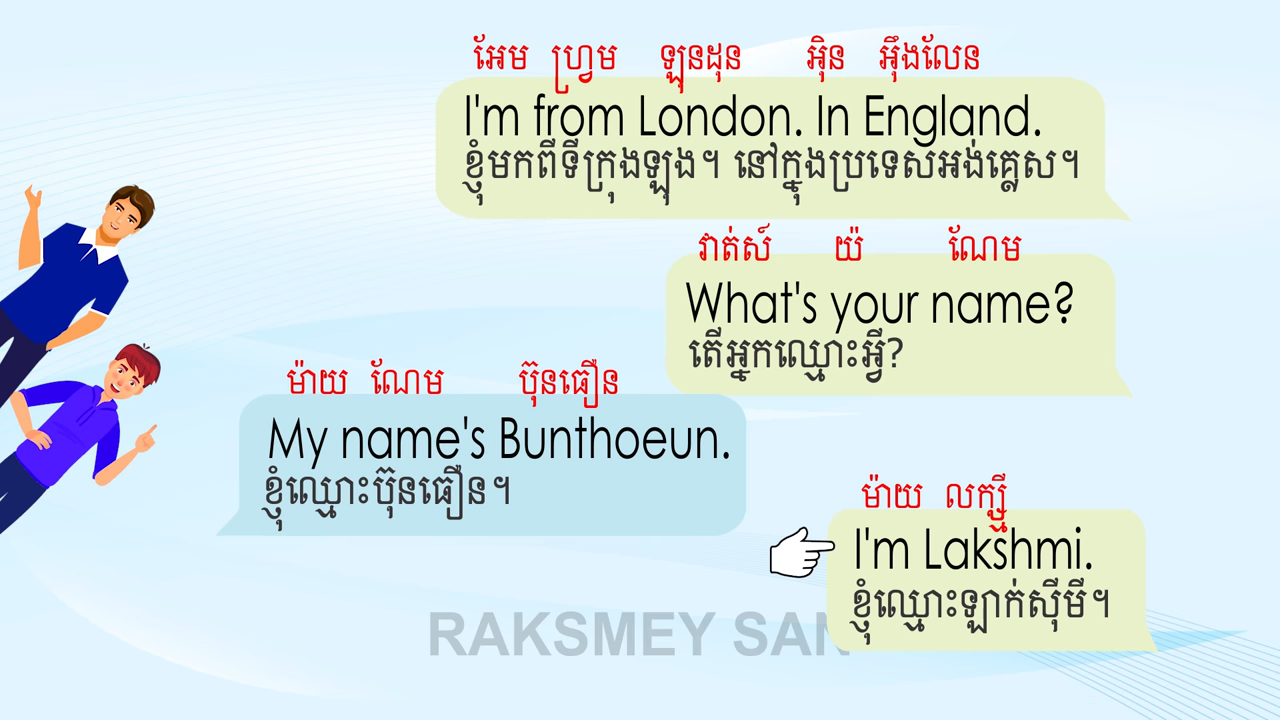 អែម ហ្វ្រម ឡុនដុន អ៊ិន អ៊ឹងលែន
I'm from London. In England.
ខ្ញុំមកពីទីក្រុងឡុង។ នៅក្នុងប្រទេសអង់គ្លេស។
វាត់ស៍ យ៉ ណែម
What's your name?
តើអ្នកឈ្មោះអ្វី?
ម៉ាយ ណែម ប៊ុនធឿន
My name's Bunthoeun.
ខ្ញុំឈ្មោះប៊ុនធឿន។
ម៉ាយ លក្ស្មី
I'm Lakshmi.
ខ្ញុំឈ្មោះឡាក់ស៊ីមី។
RAKSMEY SAN